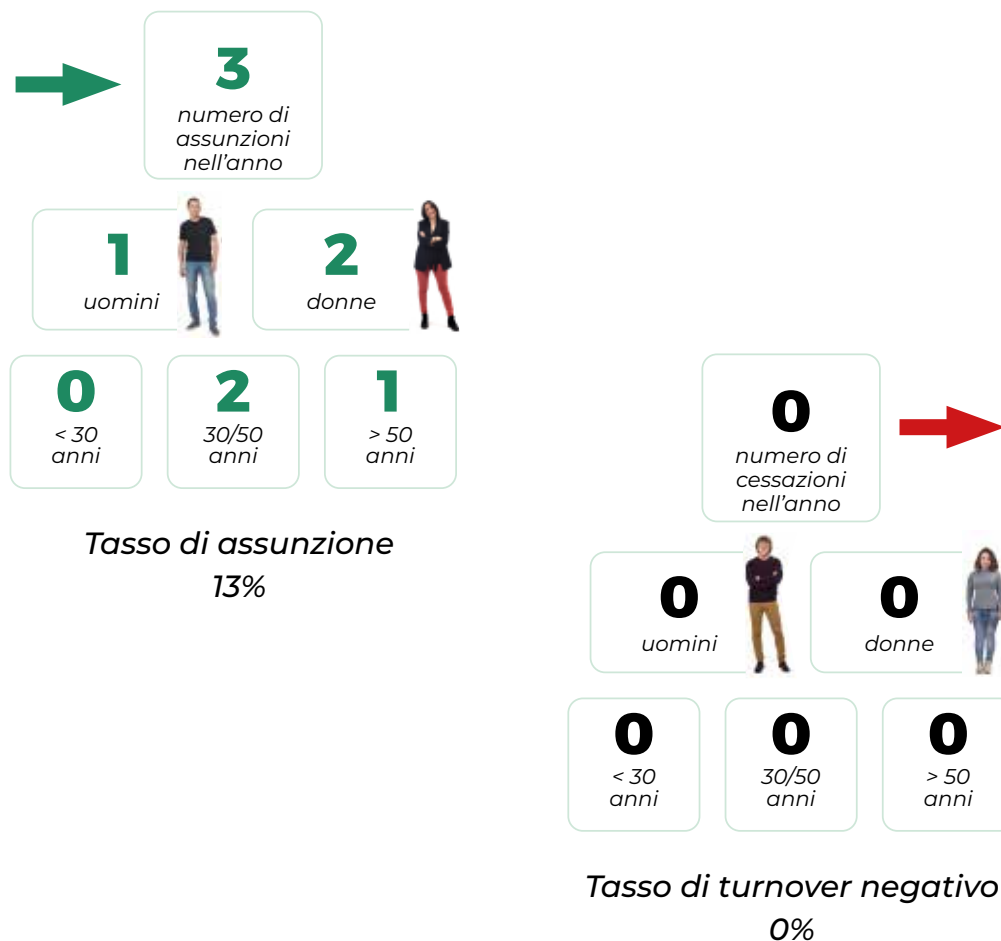 3
numero di
assunzioni
nell'anno
1
uomini
2
donne
0
< 30
anni
2
30/50
anni
1
> 50
anni
Tasso di assunzione
13%
0
numero di
cessazioni
nell'anno
0
uomini
0
donne
0
< 30
anni
0
30/50
anni
0
> 50
anni
Tasso di turnover negativo
0%